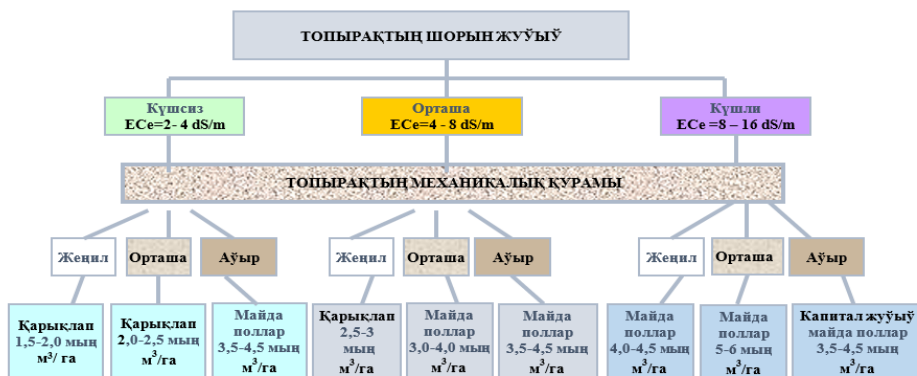 ТОПЫРАҚТЫҢ ШОРЫН ЖУЎЫЎ
Күшсиз
ECe=2- 4 dS/m
Орташа
ECe=4 - 8 dS/m
Күшли
ECe =8 – 16 dS/m
ТОПЫРАҚТЫҢ МЕХАНИКАЛЫҚ ҚУРАМЫ
Жеңил
Орташа
Аўыр
Жеңил
Орташа
Аўыр
Жеңил
Орташа
Аўыр
Қарықлап
1,5-2,0 мың
м³/ га
Қарықлап
2,0-2,5 мың
м³/га
Майда
поллар
3,5-4,5 мың
м³/га
Қарықлап
2,5-3
мың
м³/га
Майда
поллар
3,0-4,0 мың
м³/га
Майда
поллар
3,5-4,5 мың
м³/га
Майда
поллар
4,0-4,5 мың
м³/га
Майда
поллар
5-6 мың
м³/га
Капитал жуўыў
майда поллар
3,5-4,5 мың
м³/га